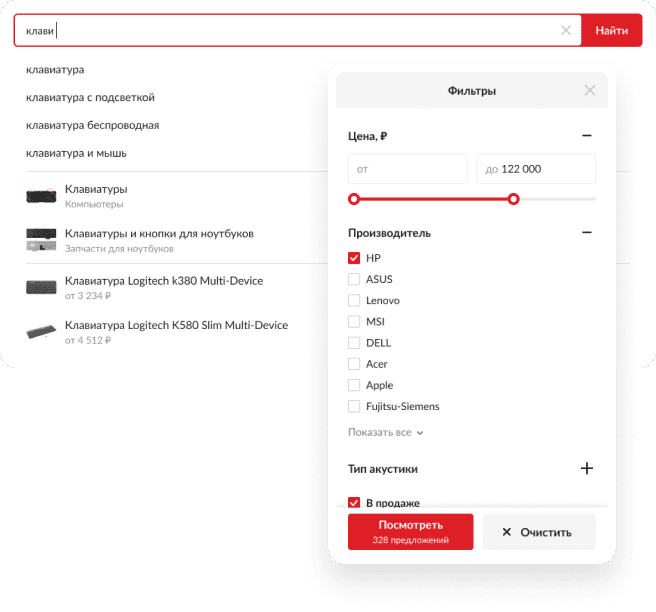 клави
Найти
клавиатура
клавиатура с подсветкой
клавиатура беспроводная
клавиатура и мышь
Клавиатуры
Компьютеры
Клавиатуры и кнопки для ноутбуков
Запчасти для ноутбуков
Клавиатура Logitech k380 Multi-Device
от 3 234 ₽
Клавиатура Logitech K580 Slim Multi-Device
от 4 512 ₽
Фильтры
Цена, ₽
от
до 122 000
Производитель
HP
ASUS
Lenovo
MSI
DELL
Acer
Apple
Fujitsu-Siemens
Показать все
Тип акустики
В продаже
Посмотреть
328 предложений
Очистить